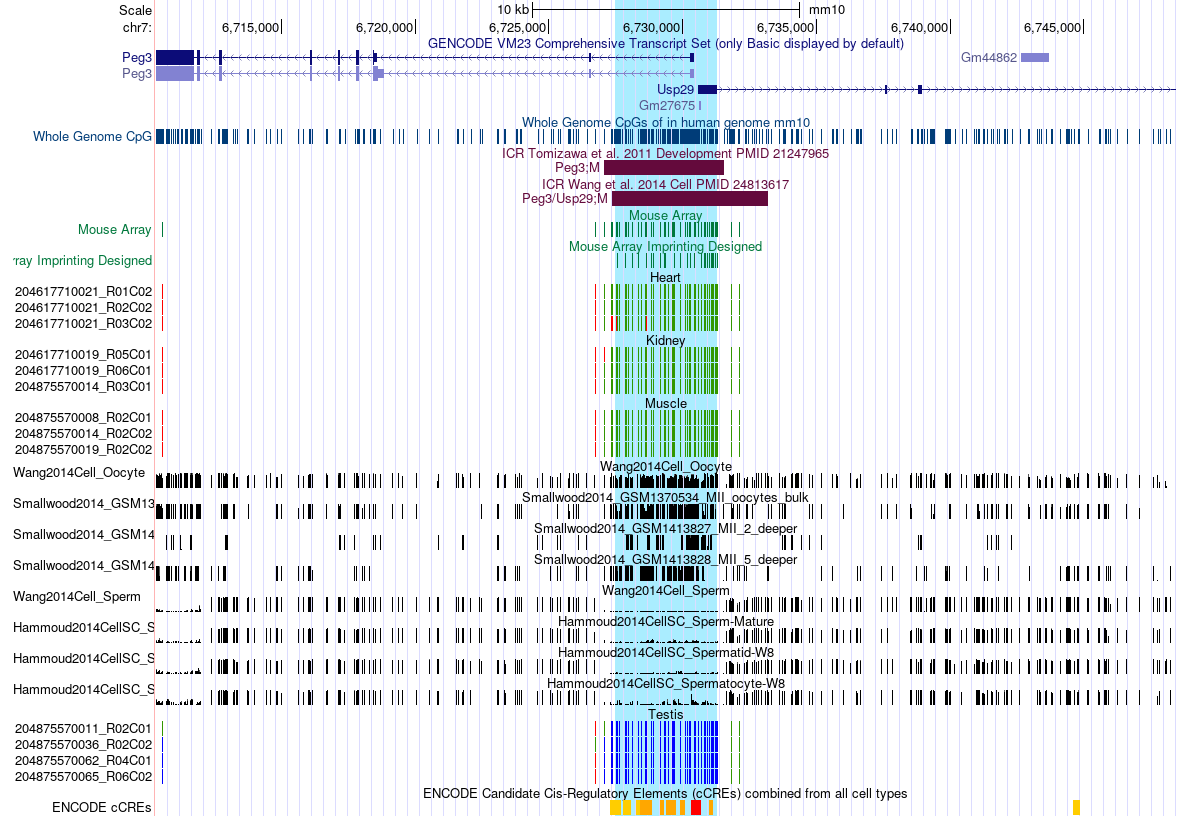 Scale 10 kb mm10
chr7: 6,715,000 6,720,000 6,725,000 6,730,000 6,735,000 6,740,000 6,745,000
GENCODE VM23 Comprehensive Transcript Set (only Basic displayed by default)
Peg3 Gm44862
Peg3
Usp29
Gm27675
Whole Genome CpGs of in human genome mm10
Whole Genome CpG
ICR Tomizawa et al. 2011 Development PMID 21247965
Peg3;M
ICR Wang et al. 2014 Cell PMID 24813617
Peg3/Usp29;M
Mouse Array
Mouse Array
Mouse Array Imprinting Designed
rray Imprinting Designed
Heart
204617710021_R01C02
204617710021_R02C02
204617710021_R03C02
Kidney
204617710019_R05C01
204617710019_R06C01
204875570014_R03C01
Muscle
204875570008_R02C01
204875570014_R02C02
204875570019_R02C02
Wang2014Cell_Oocyte
Wang2014Cell_Oocyte
Smallwood2014_GSM1370534_MII_oocytes_bulk
Smallwood2014_GSM13
Smallwood2014_GSM1413827_MII_2_deeper
Smallwood2014_GSM14
Smallwood2014_GSM1413828_MII_5_deeper
Smallwood2014_GSM14
Wang2014Cell_Sperm
Wang2014Cell_Sperm
Hammoud2014CellSC_Sperm-Mature
Hammoud2014CellSC_S
Hammoud2014CellSC_Spermatid-W8
Hammoud2014CellSC_S
Hammoud2014CellSC_Spermatocyte-W8
Hammoud2014CellSC_S
Testis
204875570011_R02C01
204875570036_R02C02
204875570062_R04C01
204875570065_R06C02
ENCODE Candidate Cis-Regulatory Elements (cCREs) combined from all cell types
ENCODE cCREs